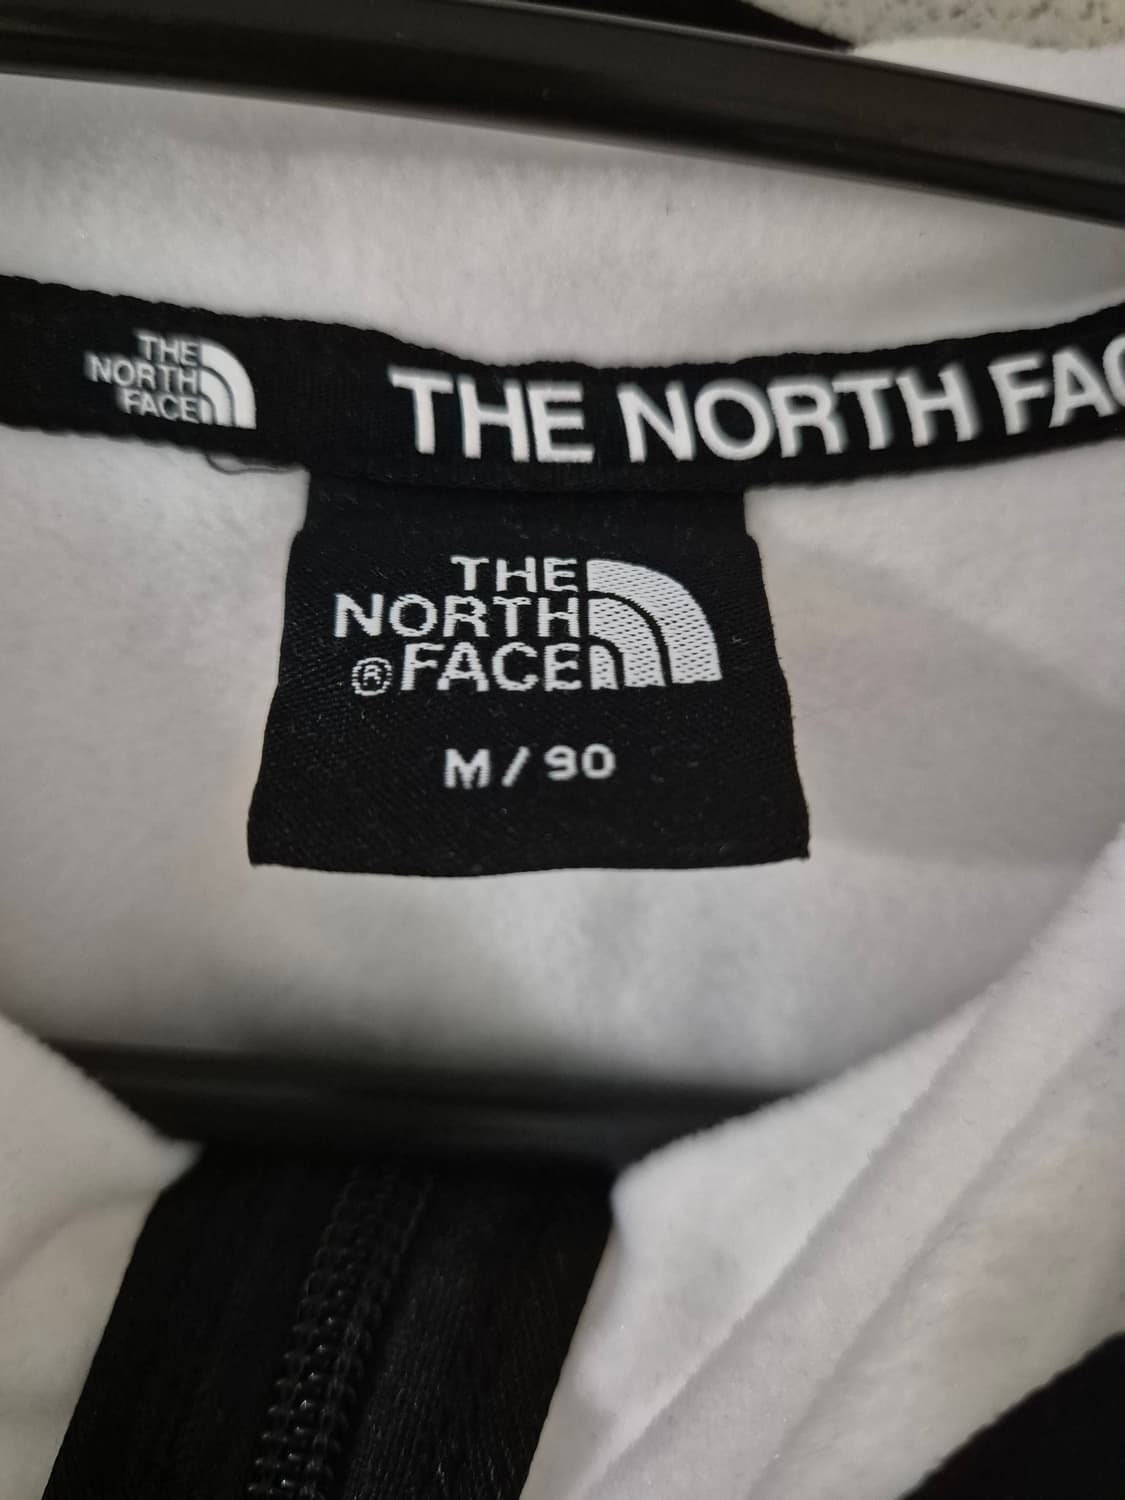 THE
NORTH
FACE
THE NORTH FAC
THE
NORTH
® FACE
M / 90